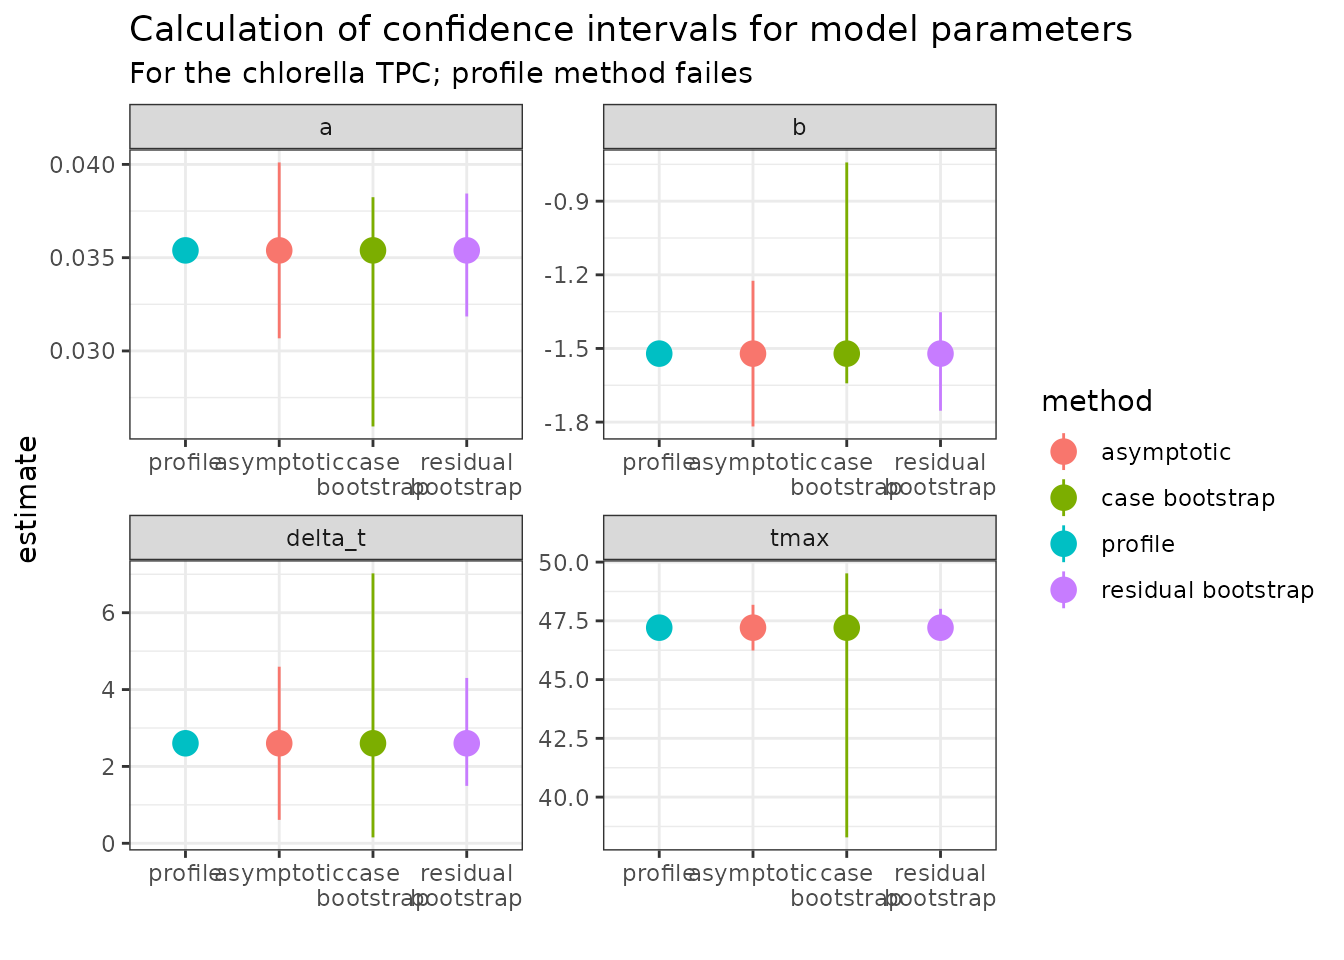 Calculation of confidence intervals for model parameters
For the chlorella TPC; profile method failes
a
b
0.040
0.035
0.030
-0.9
-1.2
-1.5
-1.8
profile asymptotic case bootstrap residual bootstrap
profile asymptotic case bootstrap residual bootstrap
estimate
delta_t
tmax
6
4
2
0
50.0
47.5
45.0
42.5
40.0
profile asymptotic case bootstrap residual bootstrap
profile asymptotic case bootstrap residual bootstrap
method
asymptotic
case bootstrap
profile
residual bootstrap